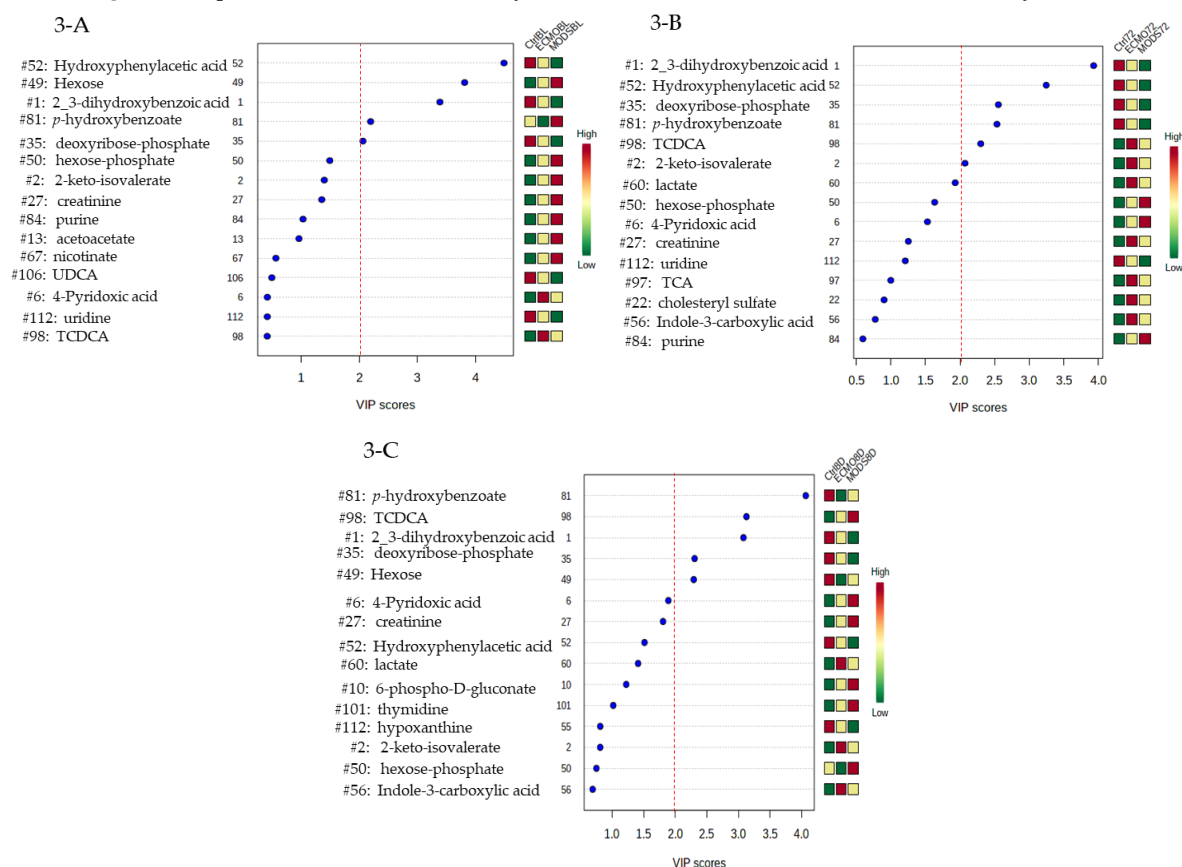 3-A
CtrlBL ECMOBL MODSBL
#52: Hydroxyphenylacetic acid 52
#49: Hexose 49
#1: 2_3-dihydroxybenzoic acid 1
#81: p-hydroxybenzoate 81
#35: deoxyribose-phosphate 35
#50: hexose-phosphate 50
#2: 2-keto-isovalerate 2
#27: creatinine 27
#84: purine 84
#13: acetoacetate 13
#67: nicotinate 67
#106: UDCA 106
#6: 4-Pyridoxic acid 6
#112: uridine 112
#98: TCDCA 98
High
Low
1 2 3 4
VIP scores
3-B
Ctrl72 ECMO72 MODS72
#1: 2_3-dihydroxybenzoic acid 1
#52: Hydroxyphenylacetic acid 52
#35: deoxyribose-phosphate 35
#81: p-hydroxybenzoate 81
#98: TCDCA 98
#2: 2-keto-isovalerate 2
#60: lactate 60
#50: hexose-phosphate 50
#6: 4-Pyridoxic acid 6
#27: creatinine 27
#112: uridine 112
#97: TCA 97
#22: cholesteryl sulfate 22
#56: Indole-3-carboxylic acid 56
#84: purine 84
High
Low
0.5 1.0 1.5 2.0 2.5 3.0 3.5 4.0
VIP scores
3-C
Ctrl8D ECMO8D MODS8D
#81: p-hydroxybenzoate 81
#98: TCDCA 98
#1: 2_3-dihydroxybenzoic acid 1
#35: deoxyribose-phosphate 35
#49: Hexose 49
#6: 4-Pyridoxic acid 6
#27: creatinine 27
#52: Hydroxyphenylacetic acid 52
#60: lactate 60
#10: 6-phospho-D-gluconate 10
#101: thymidine 101
#112: hypoxanthine 55
#2: 2-keto-isovalerate 2
#50: hexose-phosphate 50
#56: Indole-3-carboxylic acid 56
High
Low
1.0 1.5 2.0 2.5 3.0 3.5 4.0
VIP scores